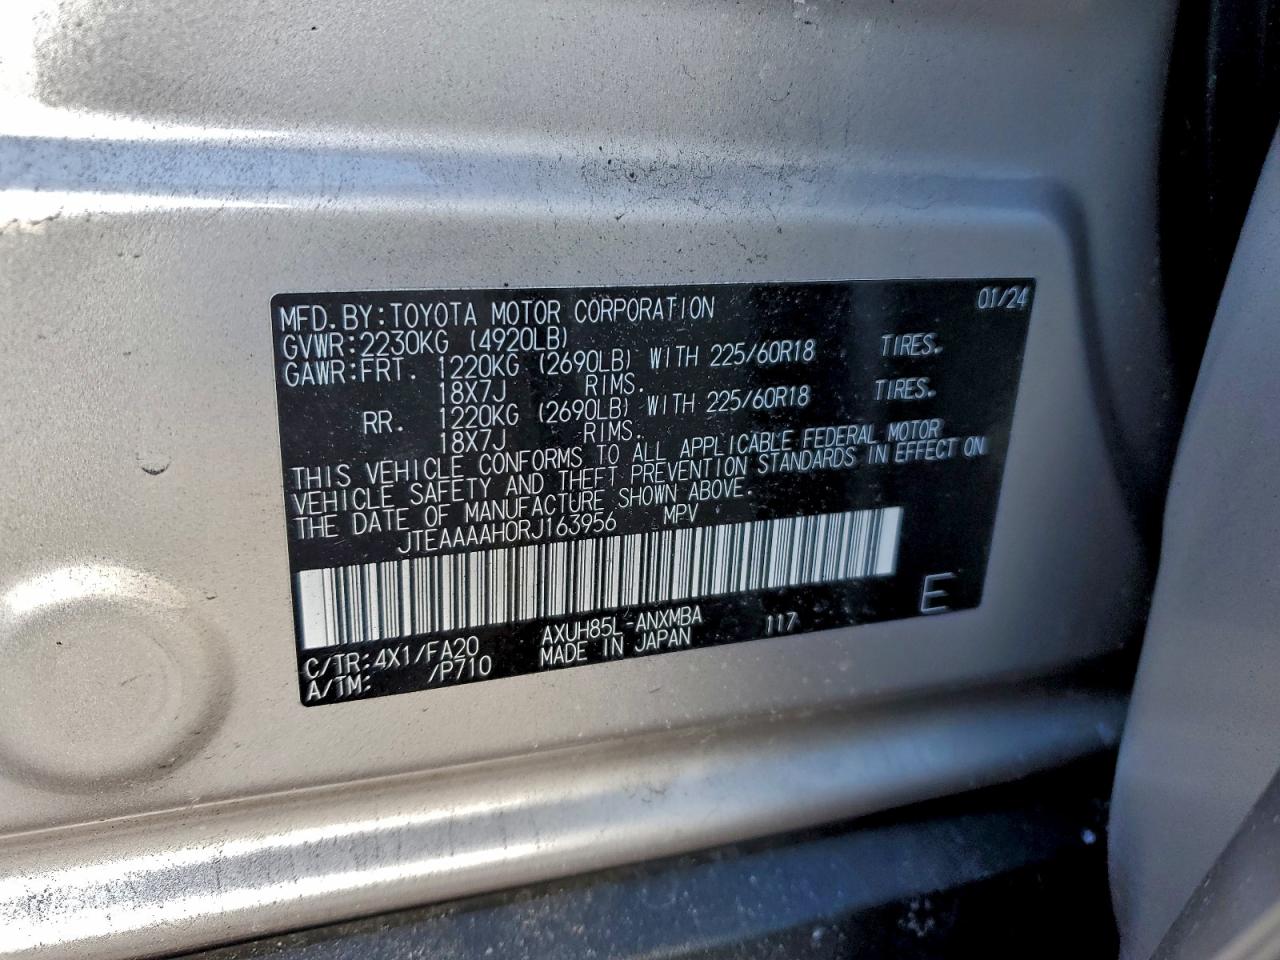 01/24
MFD.BY:TOYOTA MOTOR CORPORATION
GVWR:2230KG (4920LB)
GAWR:FRT. 1220KG (2690LB) WITH 225/60R18 TIRES.
18X7J RIMS.
RR. 1220KG (2690LB) WITH 225/60R18 TIRES.
18X7J RIMS.
THIS VEHICLE CONFORMS TO ALL APPLICABLE FEDERAL MOTOR
VEHICLE SAFETY AND THEFT PREVENTION STANDARDS IN EFFECT ON
THE DATE OF MANUFACTURE SHOWN ABOVE.
JTEAAAAH0RJ163956 MPV
E
C/TR:4X1/FA20 AXUH85L-ANXMBA 117
A/TM: /P710 MADE IN JAPAN